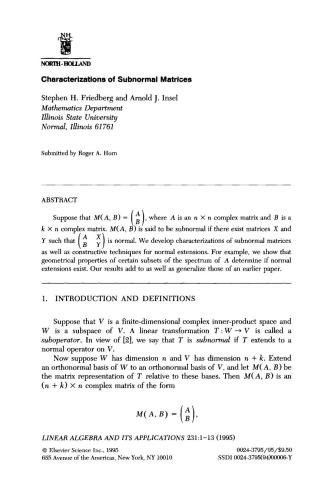 NH
NORTH-HOLLAND
Characterizations of Subnormal Matrices
Stephen H. Friedberg and Arnold J. Insel
Mathematics Department
Illinois State University
Normal, Illinois 61761
Submitted by Roger A. Horn
ABSTRACT
Suppose that M(A, B) = (A B), where A is an n × n complex matrix and B is a
k × n complex matrix. M(A, B) is said to be subnormal if there exist matrices X and
Y such that (A X B Y) is normal. We develop characterizations of subnormal matrices
as well as constructive techniques for normal extensions. For example, we show that
geometrical properties of certain subsets of the spectrum of A determine if normal
extensions exist. Our results add to as well as generalize those of an earlier paper.
1. INTRODUCTION AND DEFINITIONS
Suppose that V is a finite-dimensional complex inner-product space and
W is a subspace of V. A linear transformation T: W → V is called a
suboperator. In view of [2], we say that T is subnormal if T extends to a
normal operator on V.
Now suppose W has dimension n and V has dimension n + k. Extend
an orthonormal basis of W to an orthonormal basis of V, and let M(A, B) be
the matrix representation of T relative to these bases. Then M(A, B) is an
(n + k) × n complex matrix of the form
M(A, B) = (A B),
LINEAR ALGEBRA AND ITS APPLICATIONS 231:1-13 (1995)
© Elsevier Science Inc., 1995 0024-3795/95/$9.50
655 Avenue of the Americas, New York, NY 10010 SSDI 0024-3795(94)00006-Y